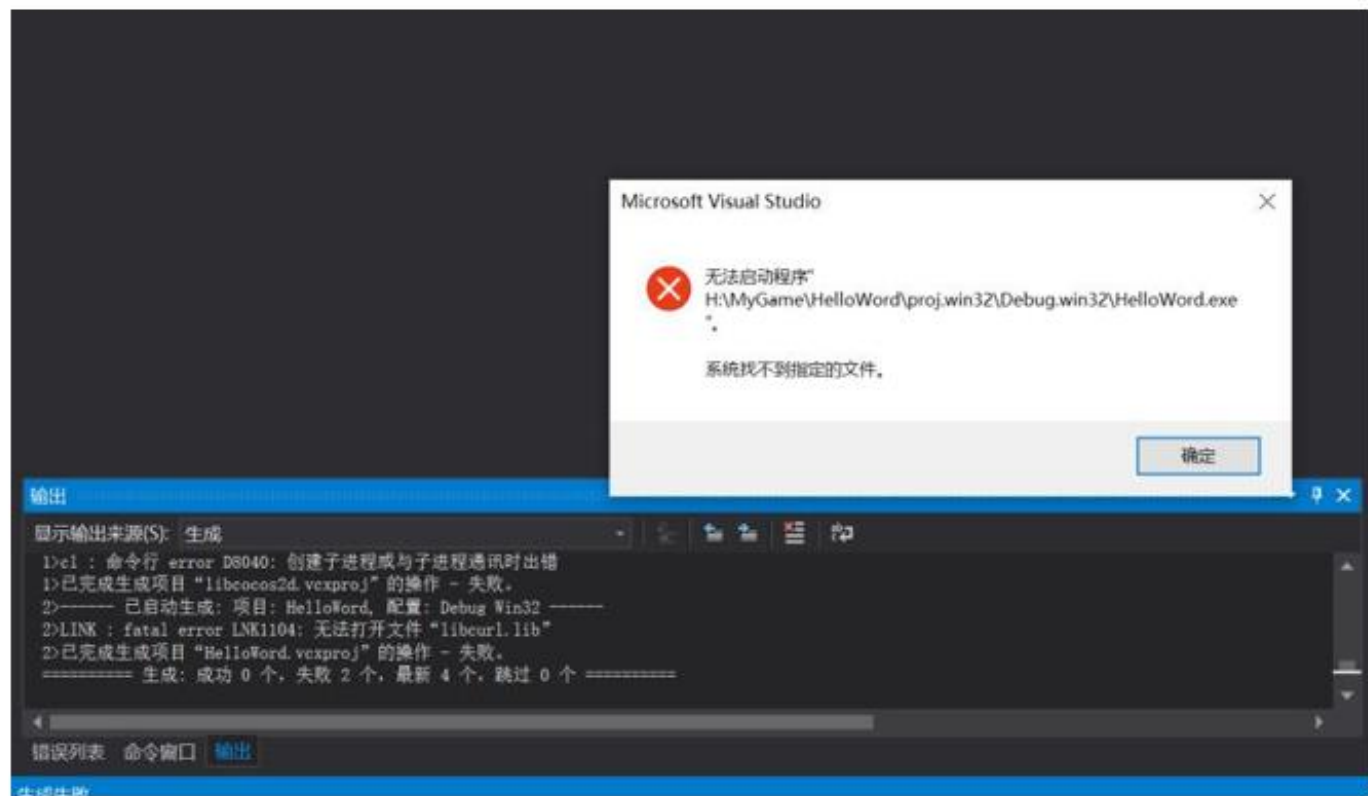 Microsoft Visual Studio
无法启动程序"
H:\MyGame\HelloWord\proj.win32\Debug.win32\HelloWord.exe
"。
系统找不到指定的文件。
确定
输出
显示输出来源(S): 生成
1>cl : 命令行 error D8040: 创建子进程或与子进程通讯时出错
1>已完成生成项目“libcocos2d.vcxproj”的操作 - 失败。
2>------ 已启动生成: 项目: HelloWord, 配置: Debug Win32 ------
2>LINK : fatal error LNK1104: 无法打开文件“libcurl.lib”
2>已完成生成项目“HelloWord.vcxproj”的操作 - 失败。
========== 生成: 成功 0 个，失败 2 个，最新 4 个，跳过 0 个 ==========
错误列表 命令窗口 输出
生成失败